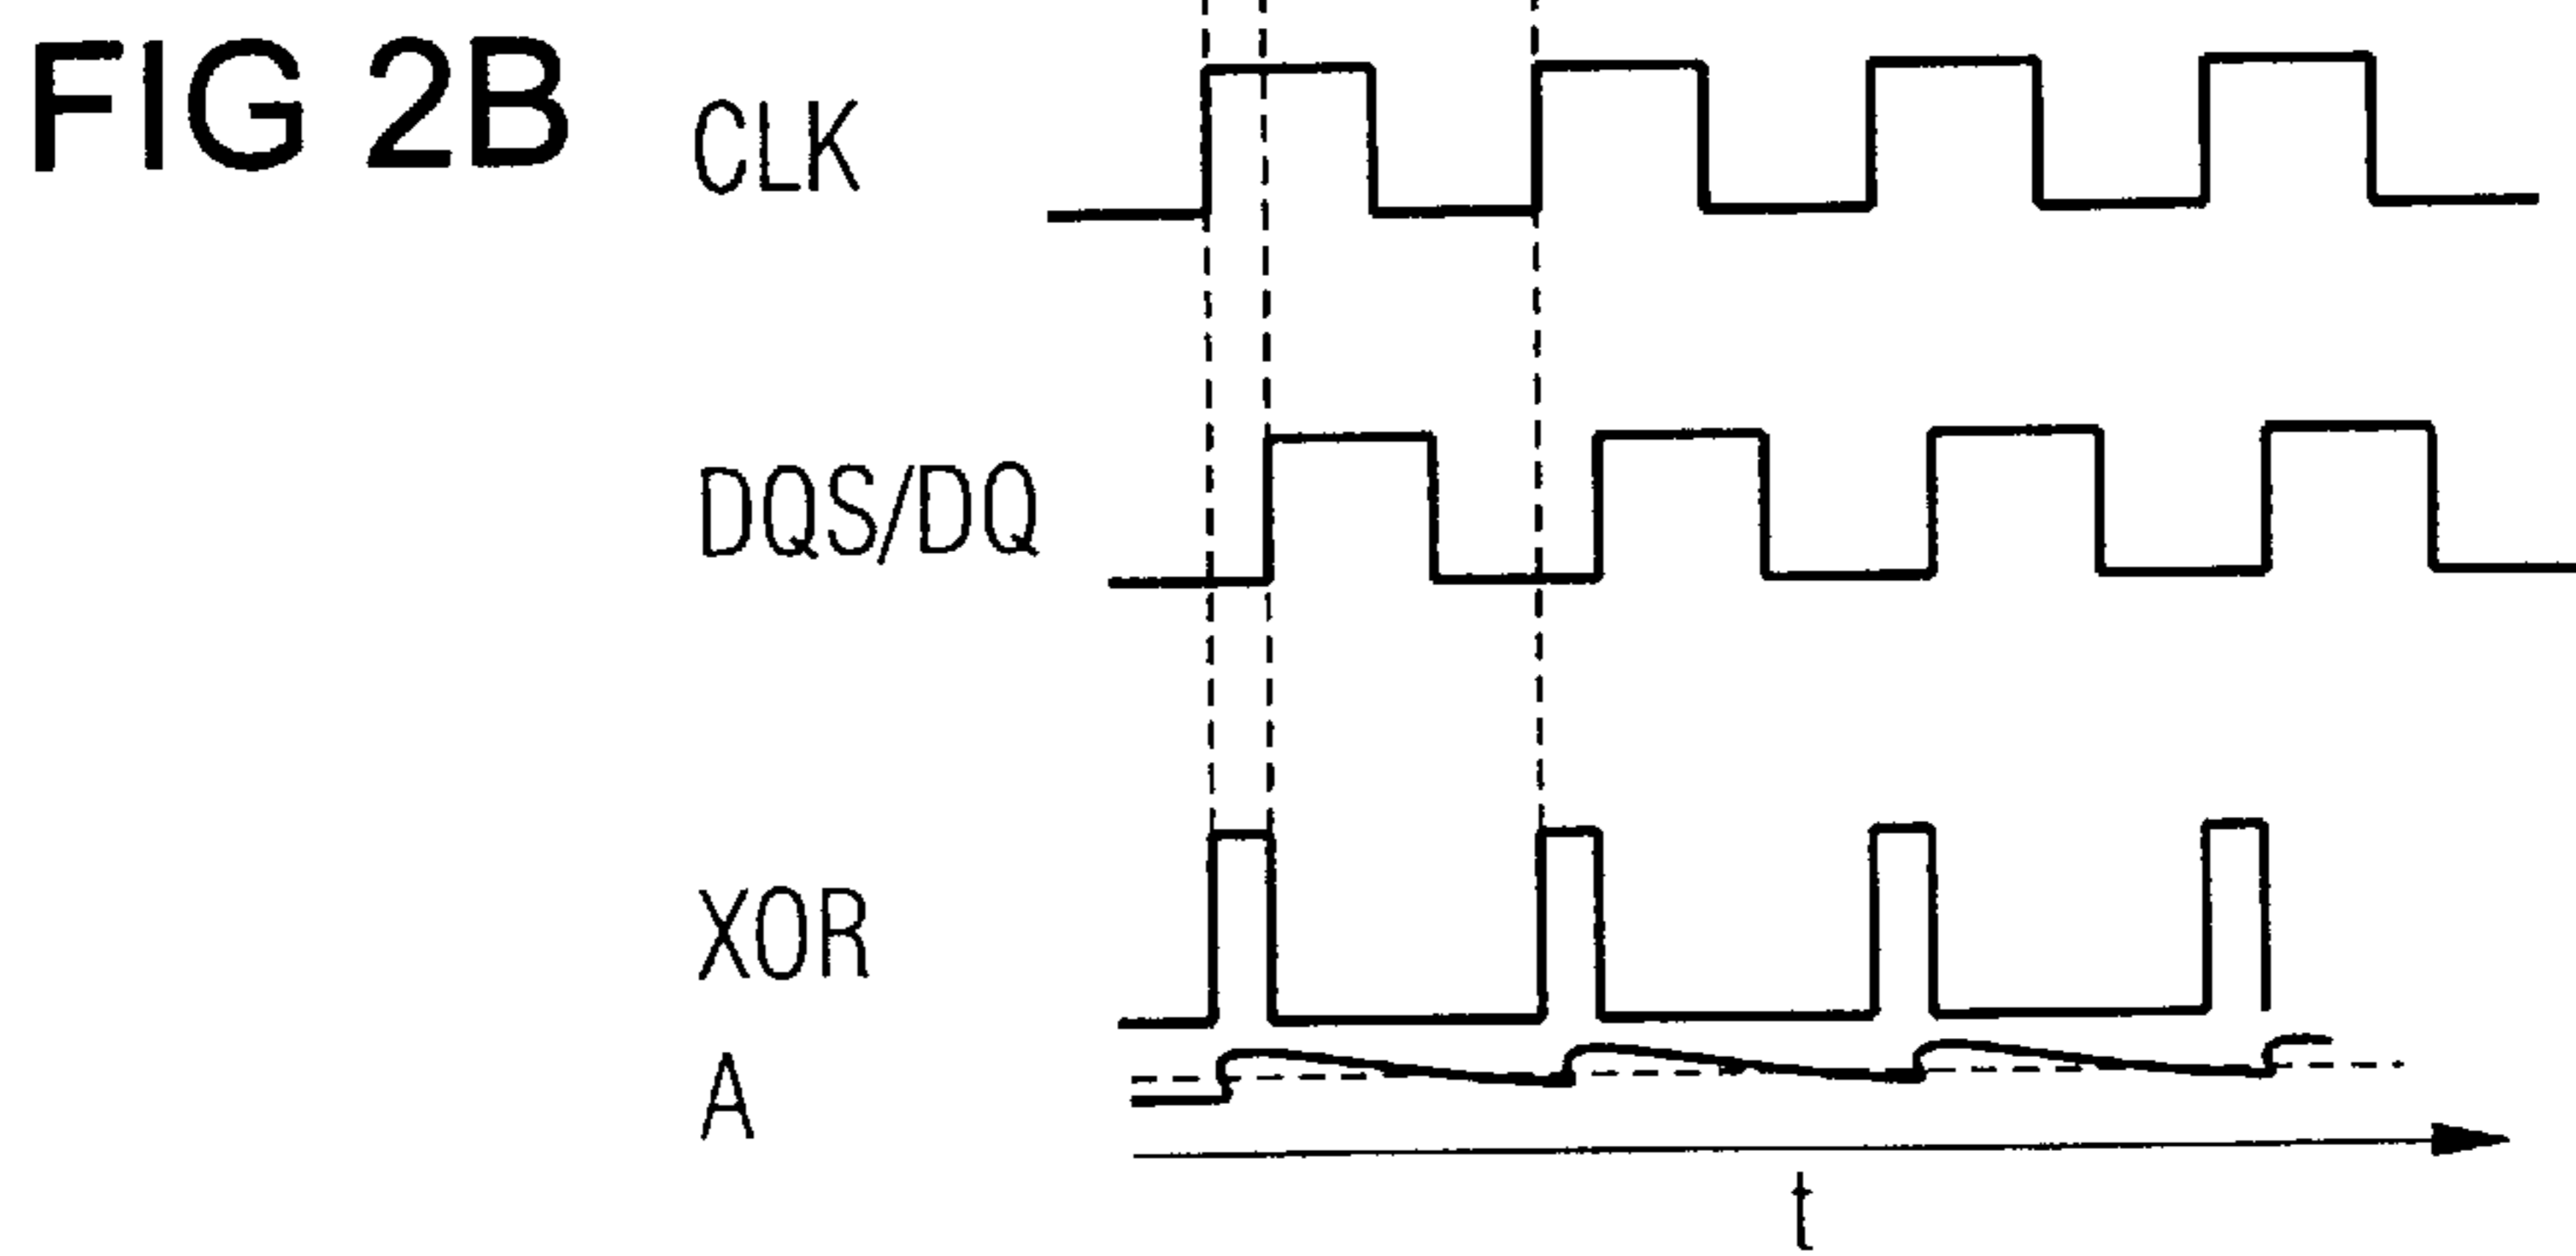 FIG 2B
CLK
DQS/DQ
XOR
A
t